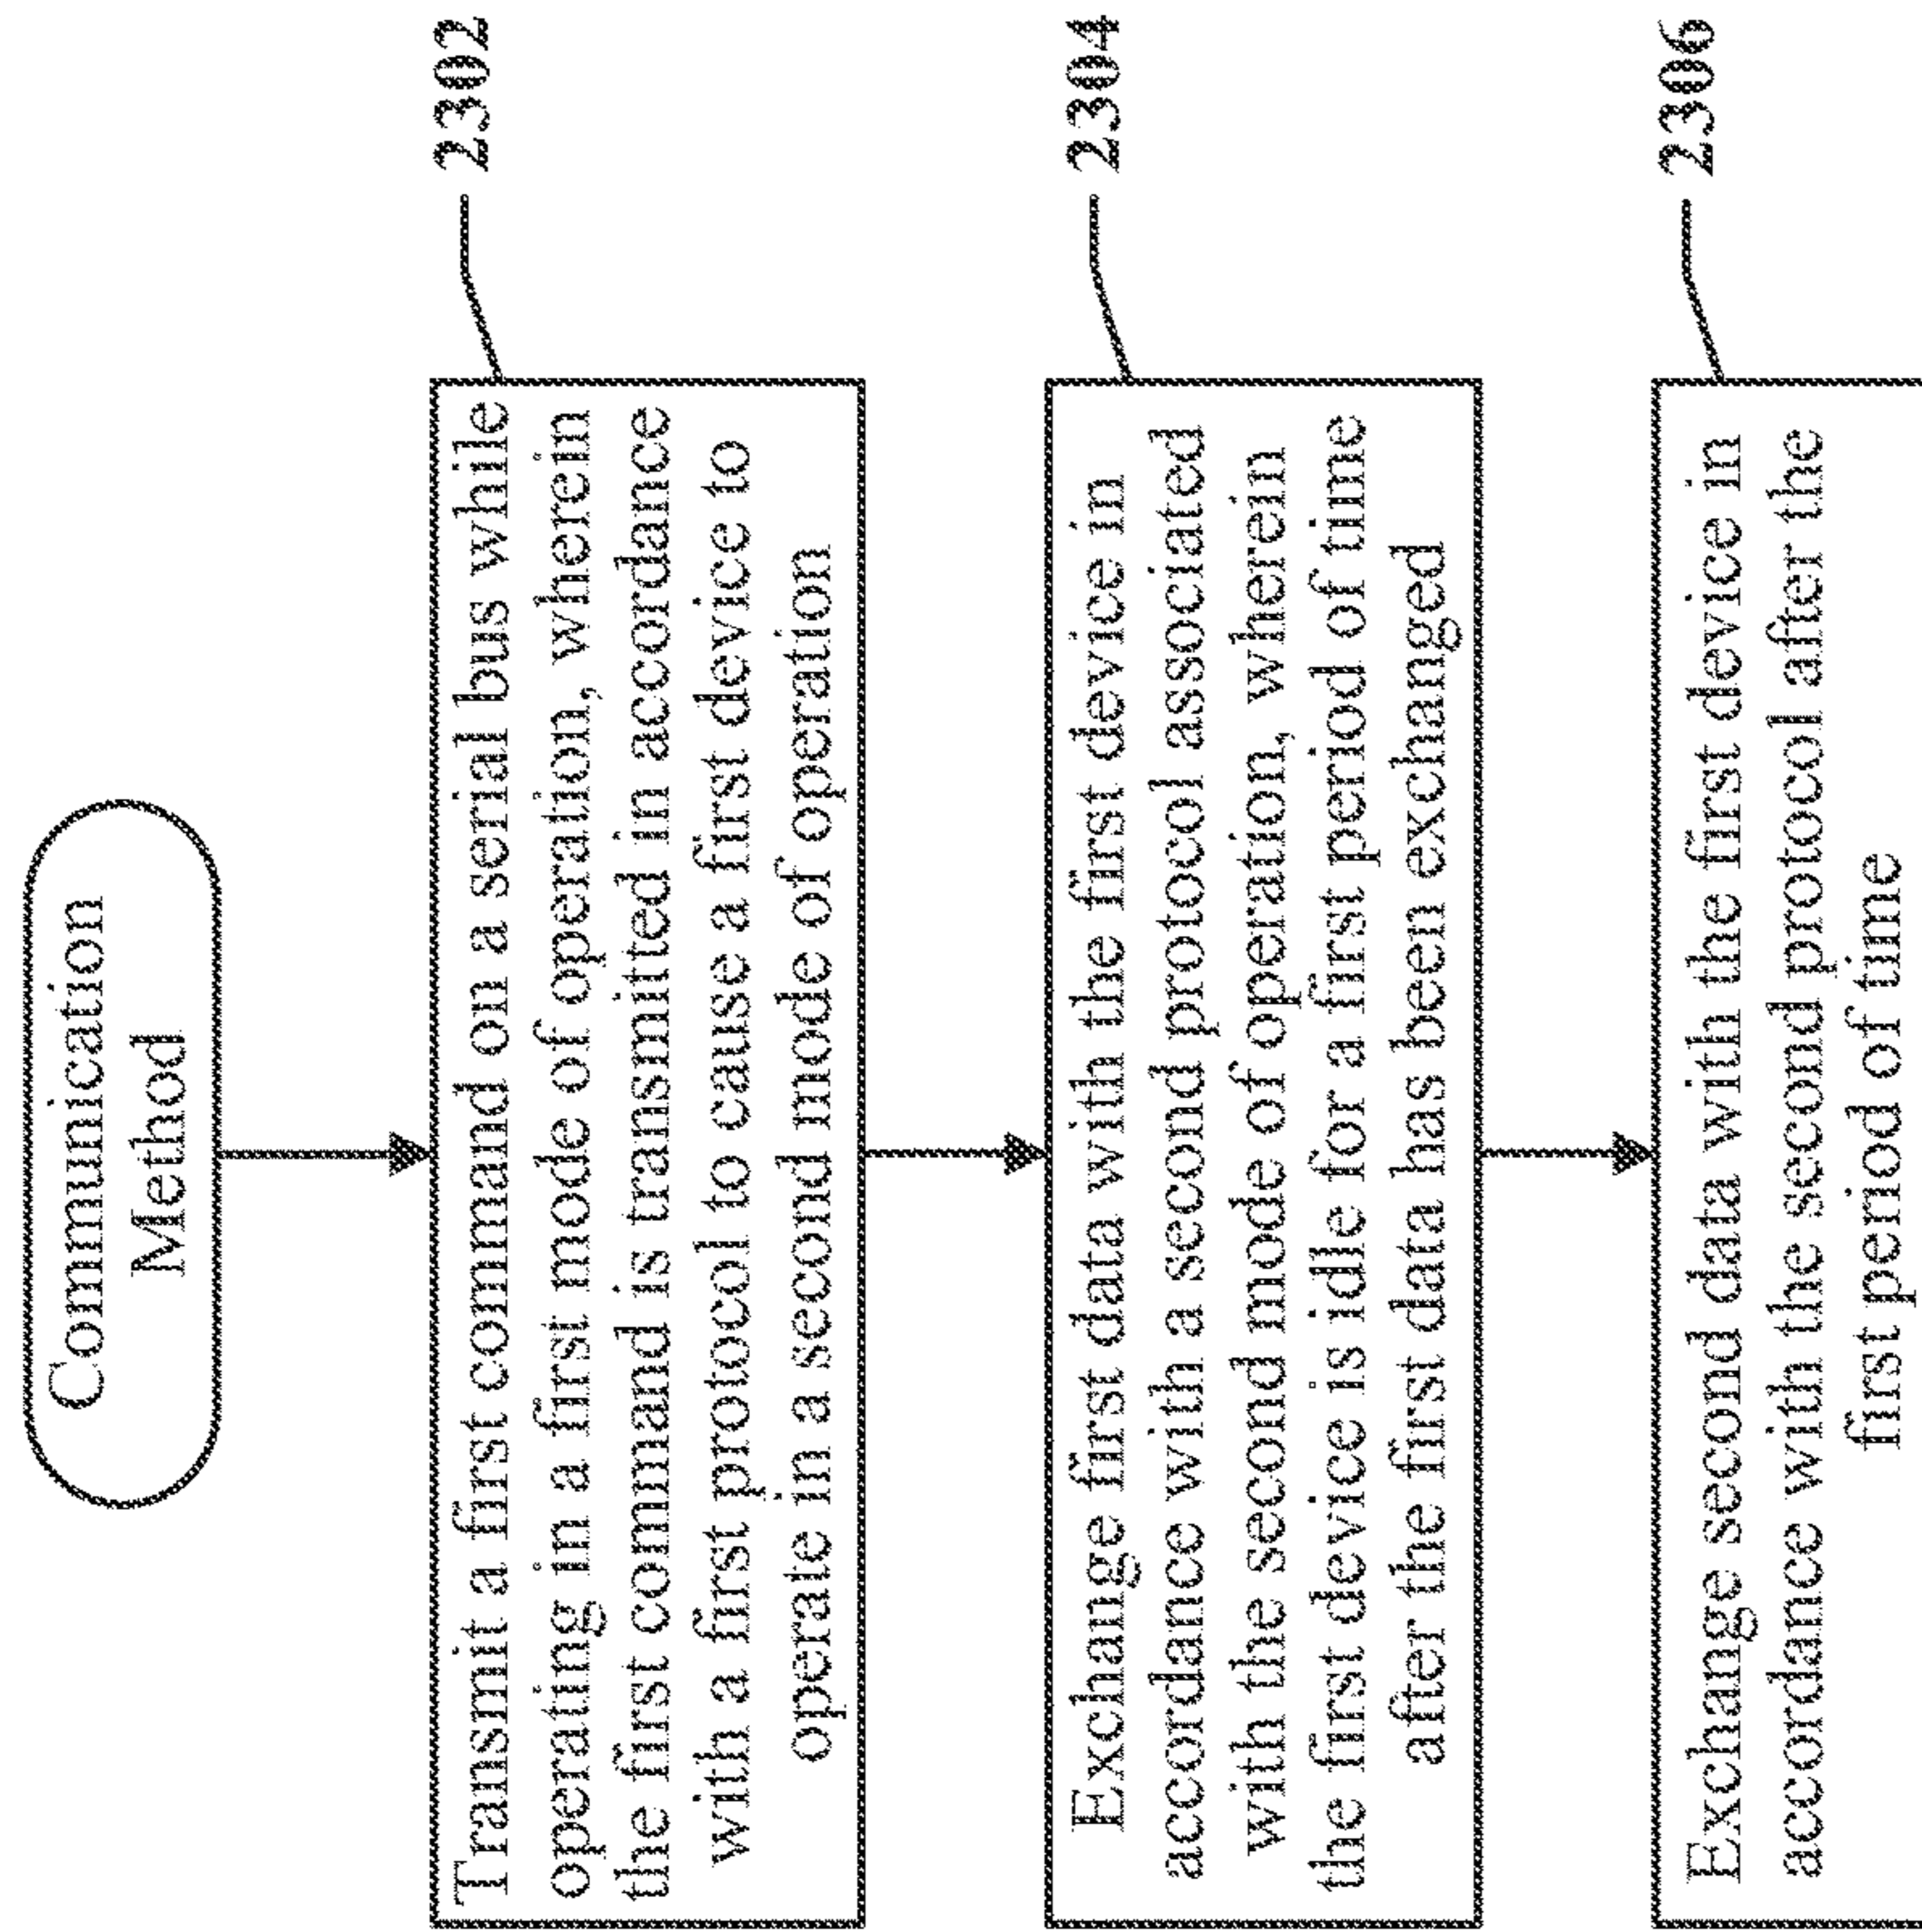 Communication
Method
Transmit a first command on a serial bus while
operating in a first mode of operation, wherein
the first command is transmitted in accordance
with a first protocol to cause a first device to
operate in a second mode of operation
2302
Exchange first data with the first device in
accordance with a second protocol associated
with the second mode of operation, wherein
the first device is idle for a first period of time
after the first data has been exchanged
2304
Exchange second data with the first device in
accordance with the second protocol after the
first period of time
2306